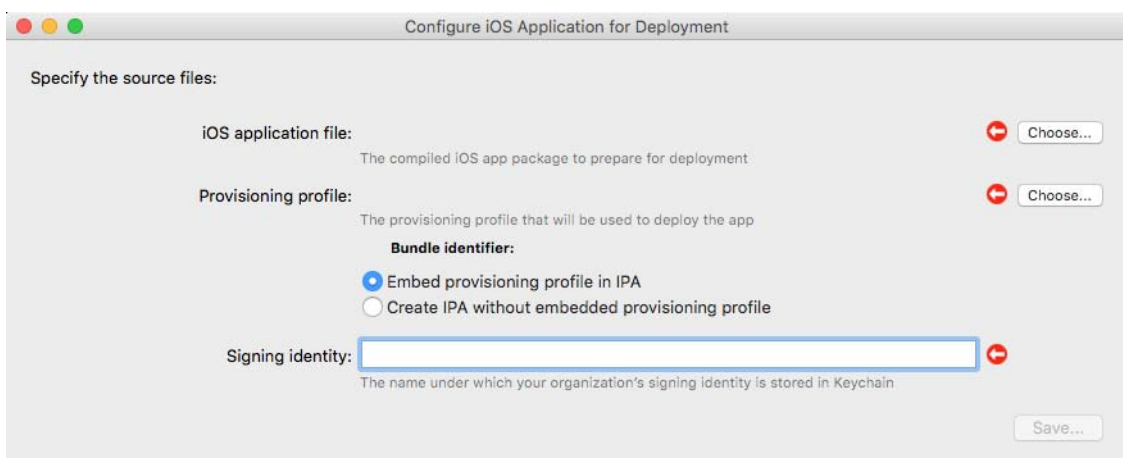 Configure iOS Application for Deployment
Specify the source files:
iOS application file:
Choose...
The compiled iOS app package to prepare for deployment
Provisioning profile:
Choose...
The provisioning profile that will be used to deploy the app
Bundle identifier:
Embed provisioning profile in IPA
Create IPA without embedded provisioning profile
Signing identity:
The name under which your organization's signing identity is stored in Keychain
Save...